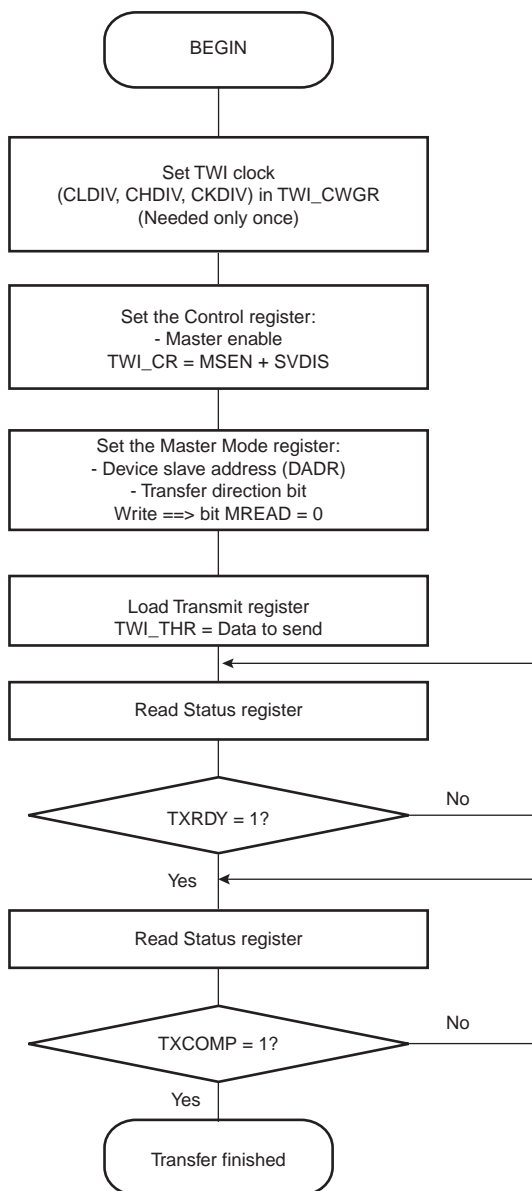 BEGIN
Set TWI clock
(CLDIV, CHDIV, CKDIV) in TWI_CWGR
(Needed only once)
Set the Control register:
- Master enable
TWI_CR = MSEN + SVDIS
Set the Master Mode register:
- Device slave address (DADR)
- Transfer direction bit
Write ==> bit MREAD = 0
Load Transmit register
TWI_THR = Data to send
Read Status register
TXRDY = 1?
No
Yes
Read Status register
TXCOMP = 1?
No
Yes
Transfer finished